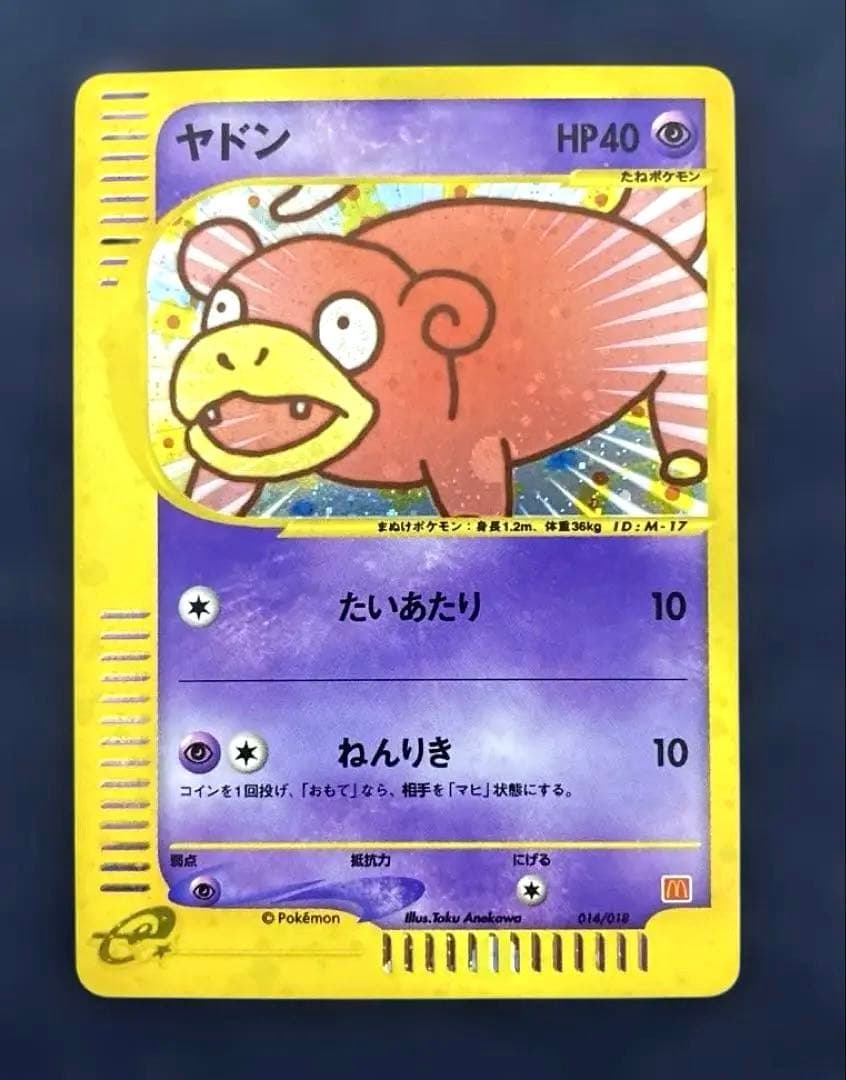 ヤドン HP40
たねポケモン
まぬけポケモン：身長1.2m、体重36kg ID：M-17
たいあたり 10
ねんりき 10
コインを1回投げ、「おもて」なら、相手を「マヒ」状態にする。
弱点 抵抗力 にげる
©Pokémon Illus.Taku Anekawa 014/018
e